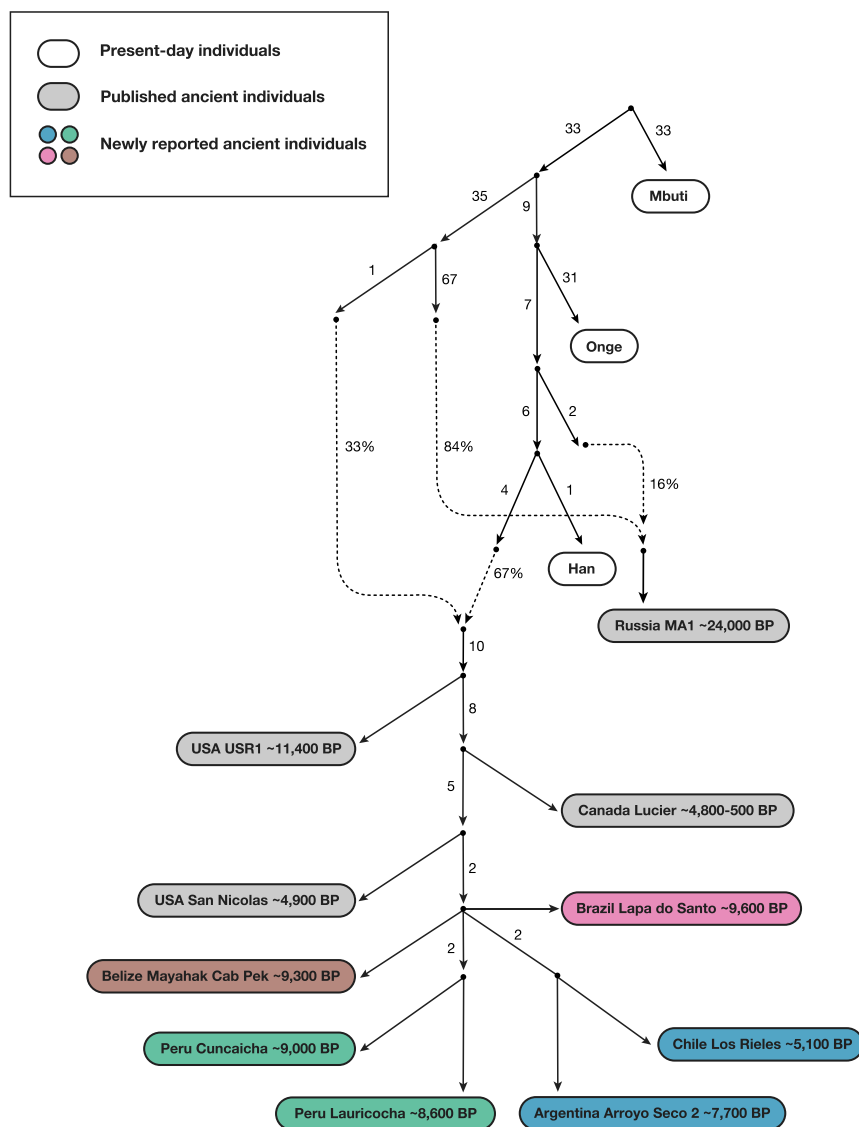 Present-day individuals
Published ancient individuals
Newly reported ancient individuals
33
33
Mbuti
35
9
1
67
31
7
Onge
6
2
33%
84%
16%
4
1
67%
Han
Russia MA1 ~24,000 BP
10
8
USA USR1 ~11,400 BP
5
Canada Lucier ~4,800-500 BP
2
USA San Nicolas ~4,900 BP
Brazil Lapa do Santo ~9,600 BP
2
2
Belize Mayahak Cab Pek ~9,300 BP
Peru Cuncaicha ~9,000 BP
Chile Los Rieles ~5,100 BP
Peru Lauricocha ~8,600 BP
Argentina Arroyo Seco 2 ~7,700 BP